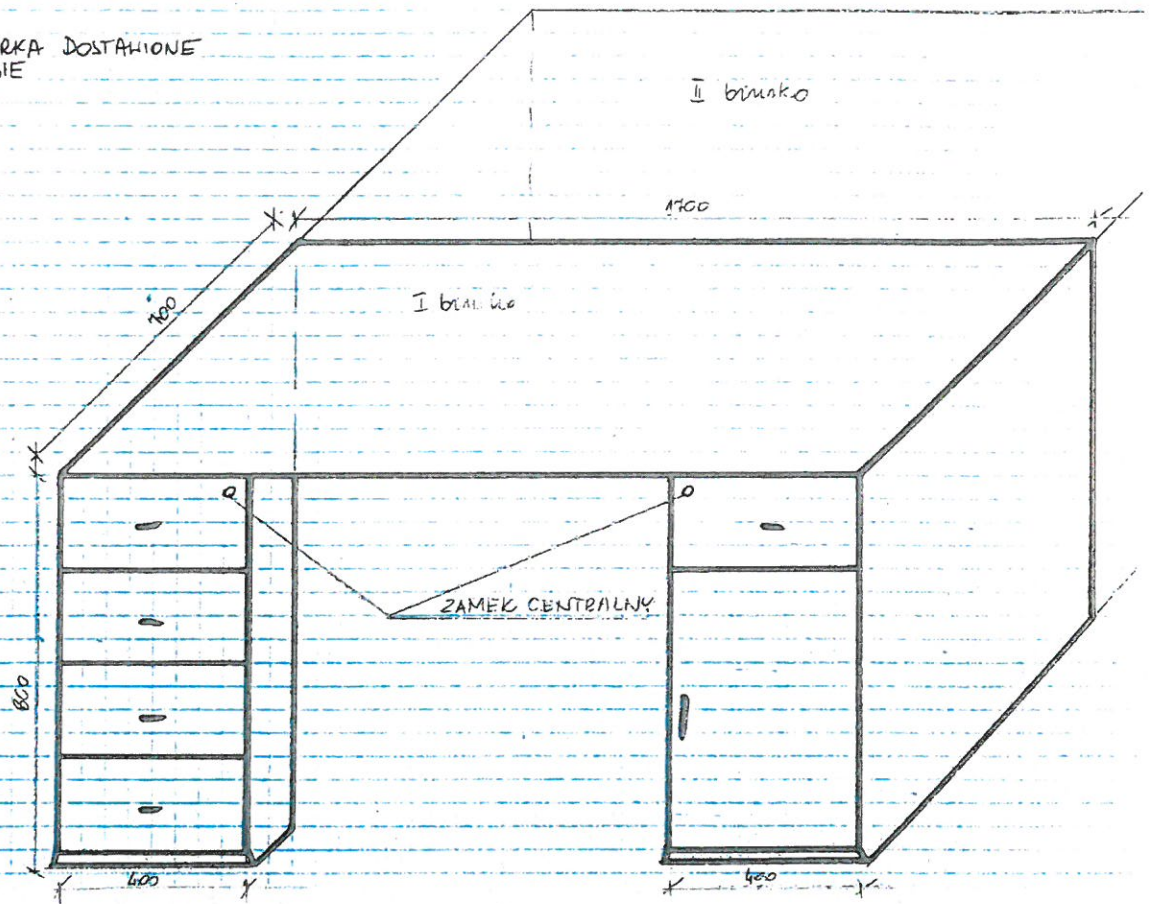 RKA DOSTAWIONE
IE
II biurko
1700
700
I biurko
ZAMEK CENTRALNY
800
400
400